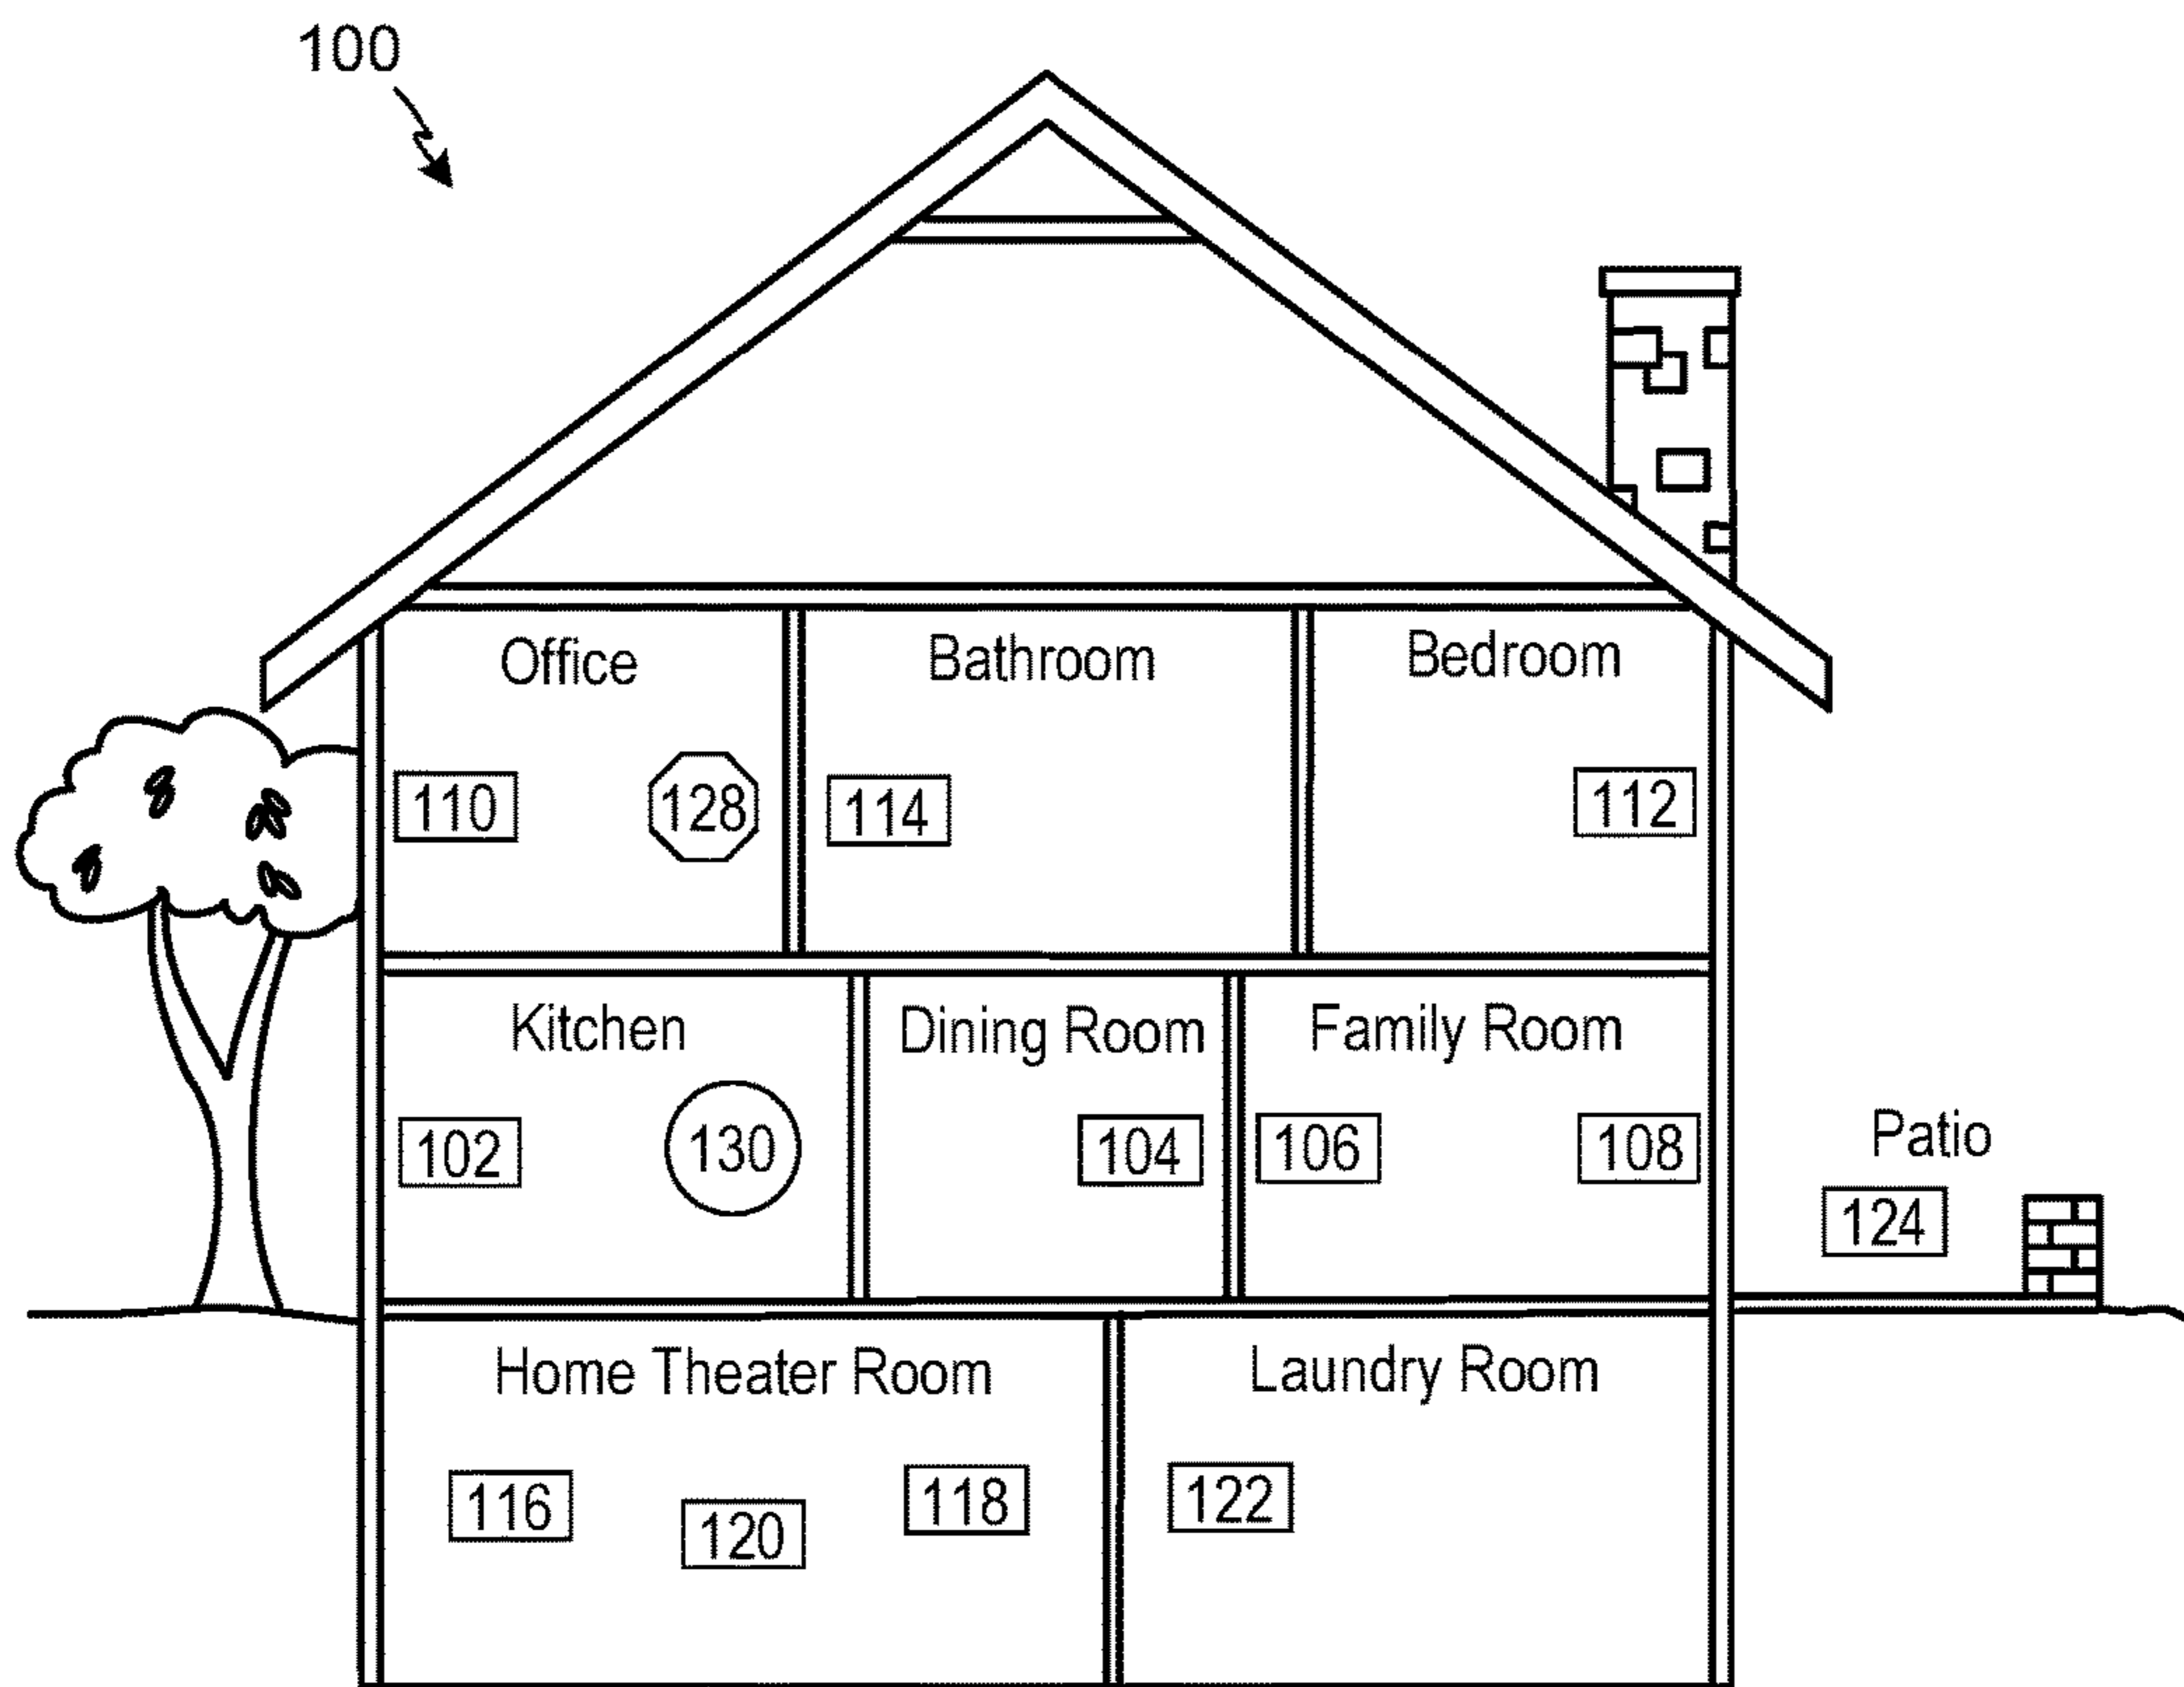 100
Office
Bathroom
Bedroom
110
128
114
112
Kitchen
Dining Room
Family Room
102
130
104
106
108
Patio
124
Home Theater Room
Laundry Room
116
120
118
122